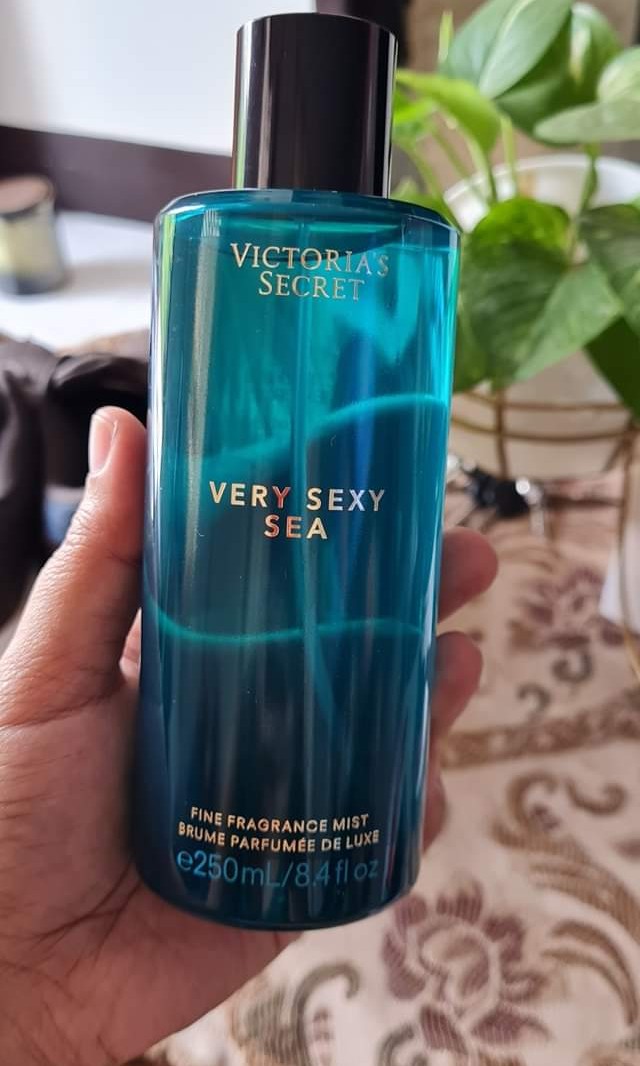 VICTORIA'S
SECRET
VERY SEXY
SEA
FINE FRAGRANCE MIST
BRUME PARFUMÉE DE LUXE
℮250mL/8.4 fl oz